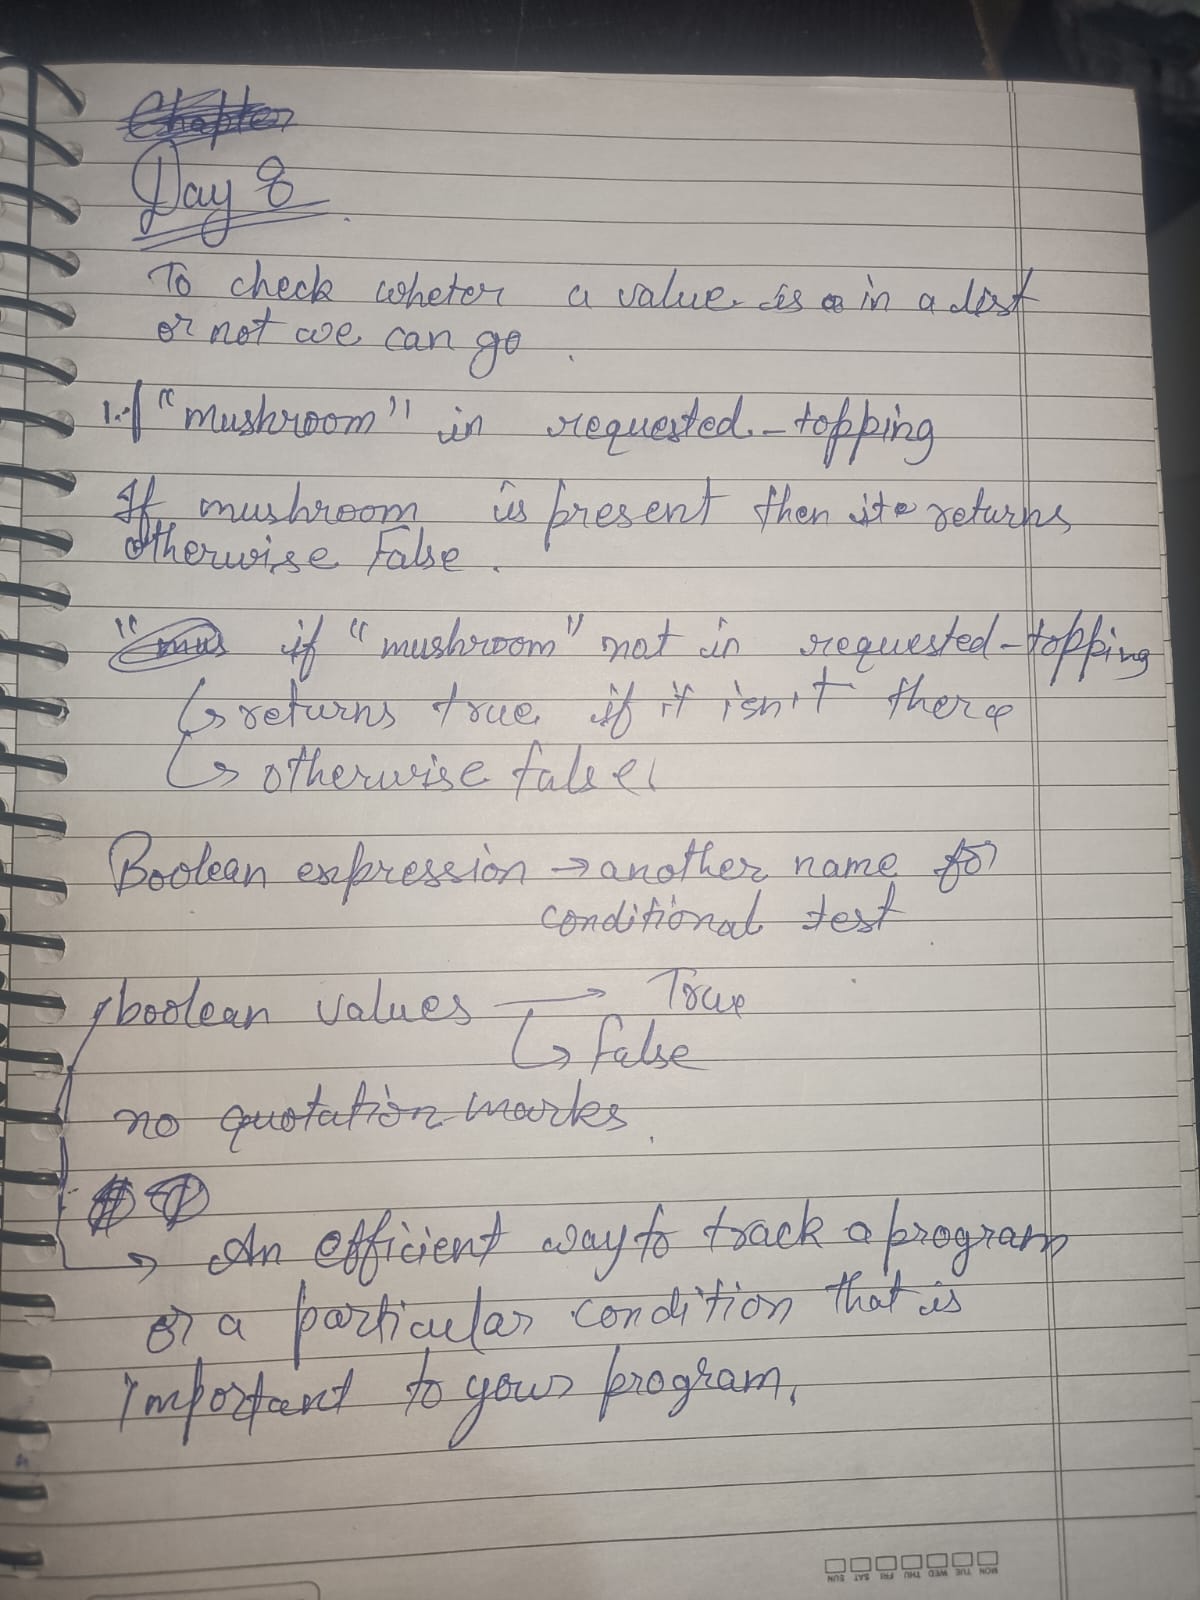 Chapter
Day 8
To check wheter a value is in a list
or not we can go
1. "mushroom" in requested_topping
If mushroom is present then it returns
otherwise False.
" mus if "mushroom" not in requested_topping
returns true if it isn't there
otherwise false
Boolean expression → another name for
conditional test
boolean values → True
False
no quotation marks
→ An efficient way to track a program
or a particular condition that is
important to your program.
MON TUE WED THU FRI SAT SUN